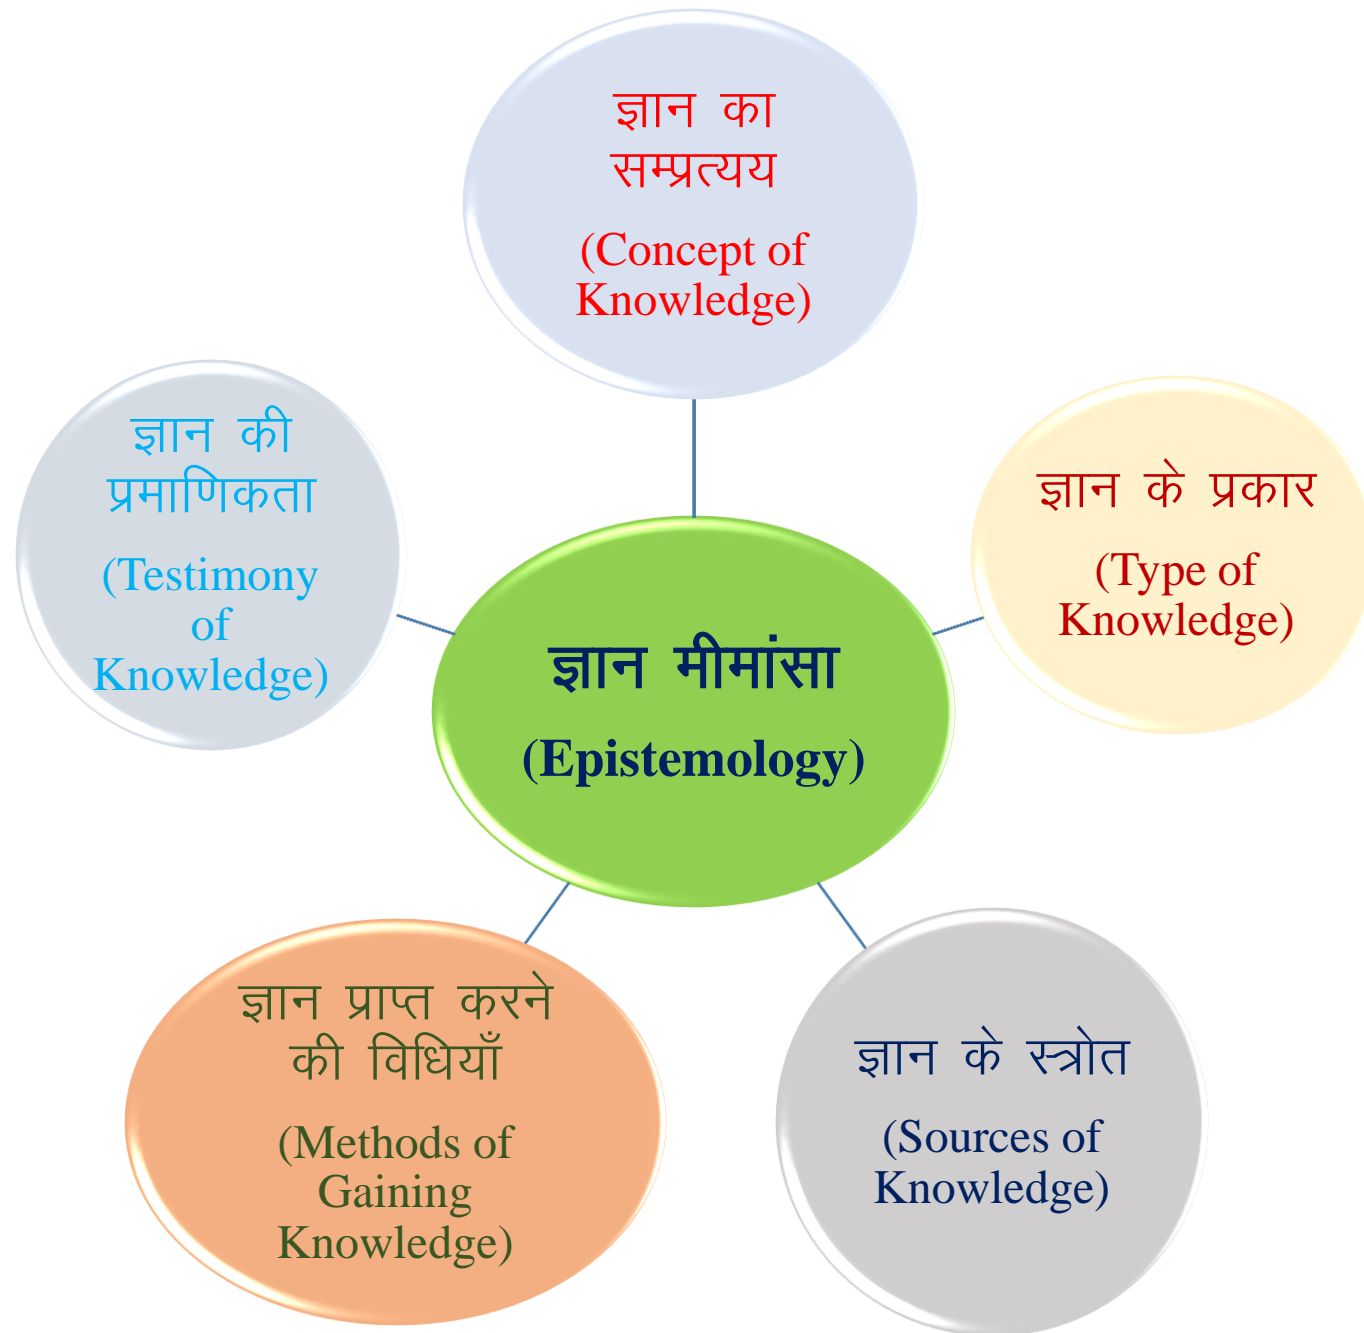 ज्ञान का
सम्प्रत्यय
(Concept of
Knowledge)
ज्ञान की
प्रमाणिकता
(Testimony
of
Knowledge)
ज्ञान के प्रकार
(Type of
Knowledge)
ज्ञान मीमांसा
(Epistemology)
ज्ञान प्राप्त करने
की विधियाँ
(Methods of
Gaining
Knowledge)
ज्ञान के स्त्रोत
(Sources of
Knowledge)